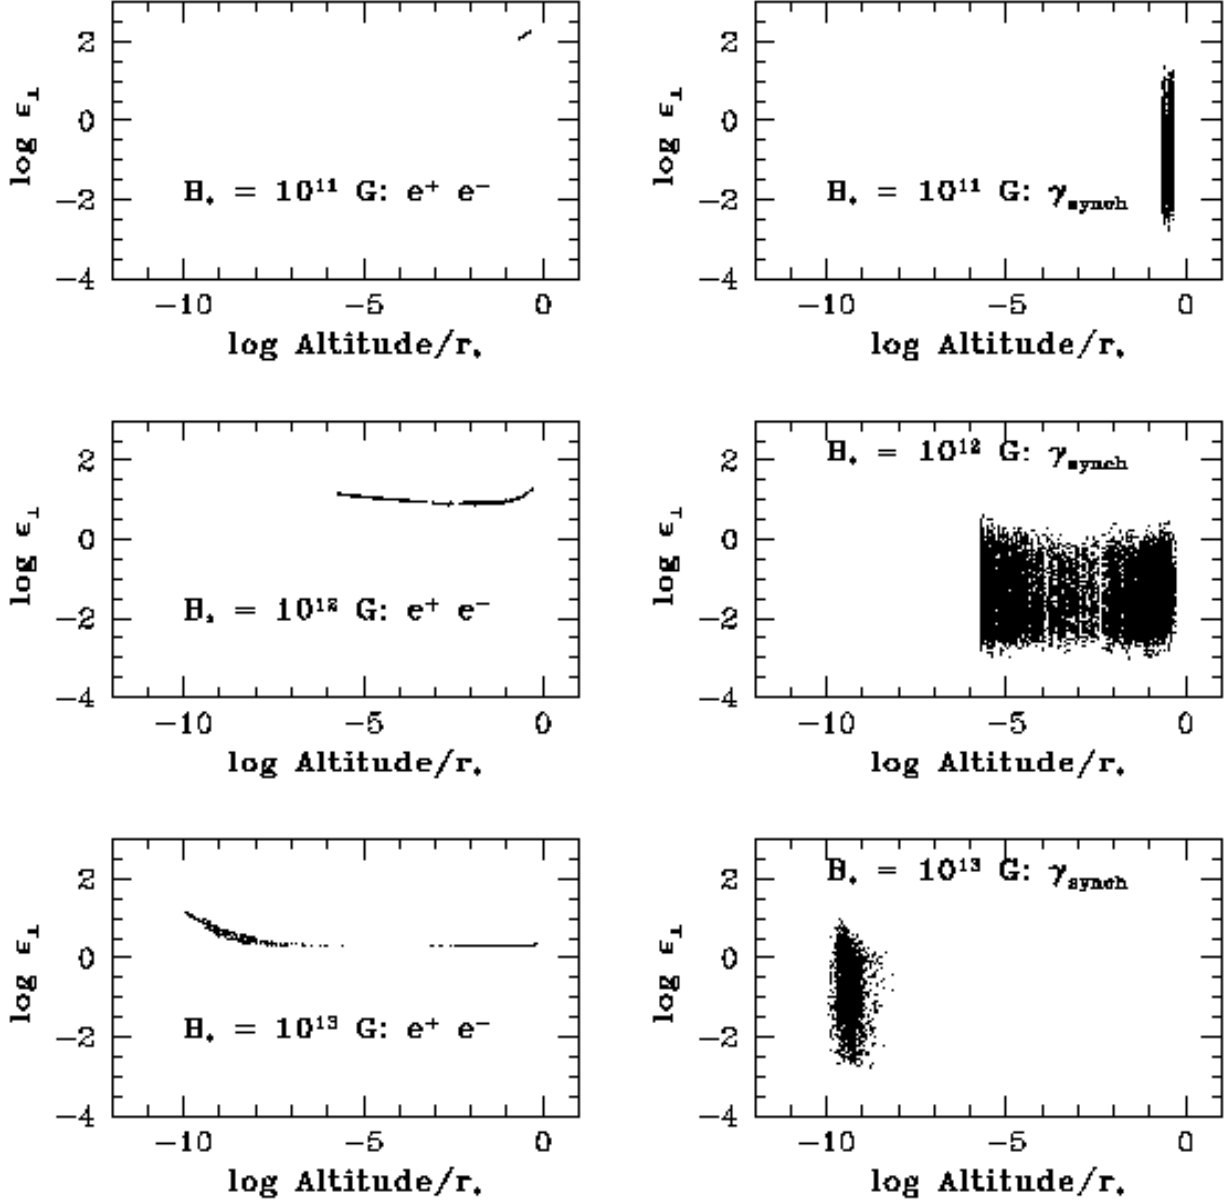 2
0
−2
−4
log ε⊥
B* = 10¹¹ G: e⁺ e⁻
−10 −5 0
log Altitude/r*
2
0
−2
−4
log ε⊥
B* = 10¹¹ G: γsynch
−10 −5 0
log Altitude/r*
2
0
−2
−4
log ε⊥
B* = 10¹² G: e⁺ e⁻
−10 −5 0
log Altitude/r*
2
0
−2
−4
log ε⊥
B* = 10¹² G: γsynch
−10 −5 0
log Altitude/r*
2
0
−2
−4
log ε⊥
B* = 10¹³ G: e⁺ e⁻
−10 −5 0
log Altitude/r*
2
0
−2
−4
log ε⊥
B* = 10¹³ G: γsynch
−10 −5 0
log Altitude/r*